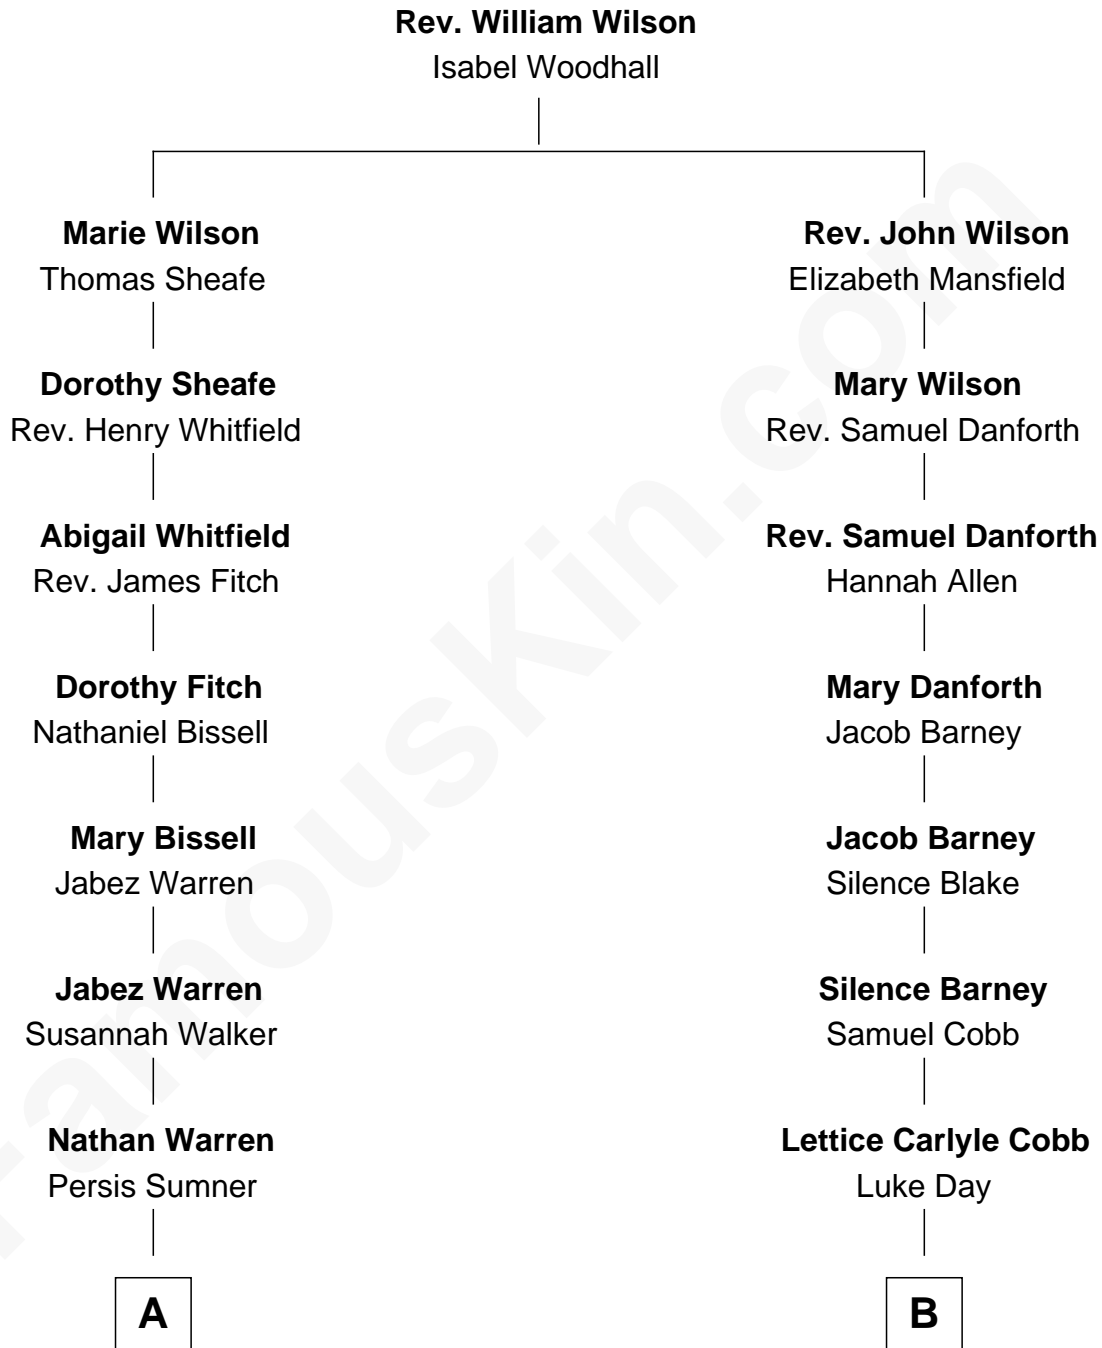 Rev. William Wilson
Isabel Woodhall
Marie Wilson
Thomas Sheafe
Dorothy Sheafe
Rev. Henry Whitfield
Abigail Whitfield
Rev. James Fitch
Dorothy Fitch
Nathaniel Bissell
Mary Bissell
Jabez Warren
Jabez Warren
Susannah Walker
Nathan Warren
Persis Sumner
A
Rev. John Wilson
Elizabeth Mansfield
Mary Wilson
Rev. Samuel Danforth
Rev. Samuel Danforth
Hannah Allen
Mary Danforth
Jacob Barney
Jacob Barney
Silence Blake
Silence Barney
Samuel Cobb
Lettice Carlyle Cobb
Luke Day
B
FamousKin.com